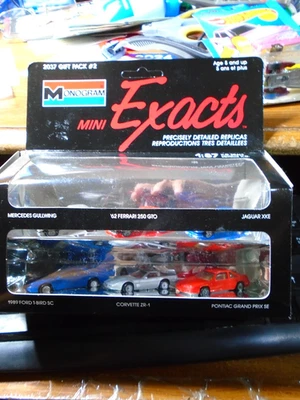 2037 GIFT PACK #2
Ages 8 and up
8 ans et plus
M
MONOGRAM
MINI Exacts
PRECISELY DETAILED REPLICAS
REPRODUCTIONS TRES DETAILLEES
MERCEDES GULLWING
'62 FERRARI 250 GTO
JAGUAR XKE
1989 FORD T-BIRD SC
CORVETTE ZR-1
PONTIAC GRAND PRIX SE